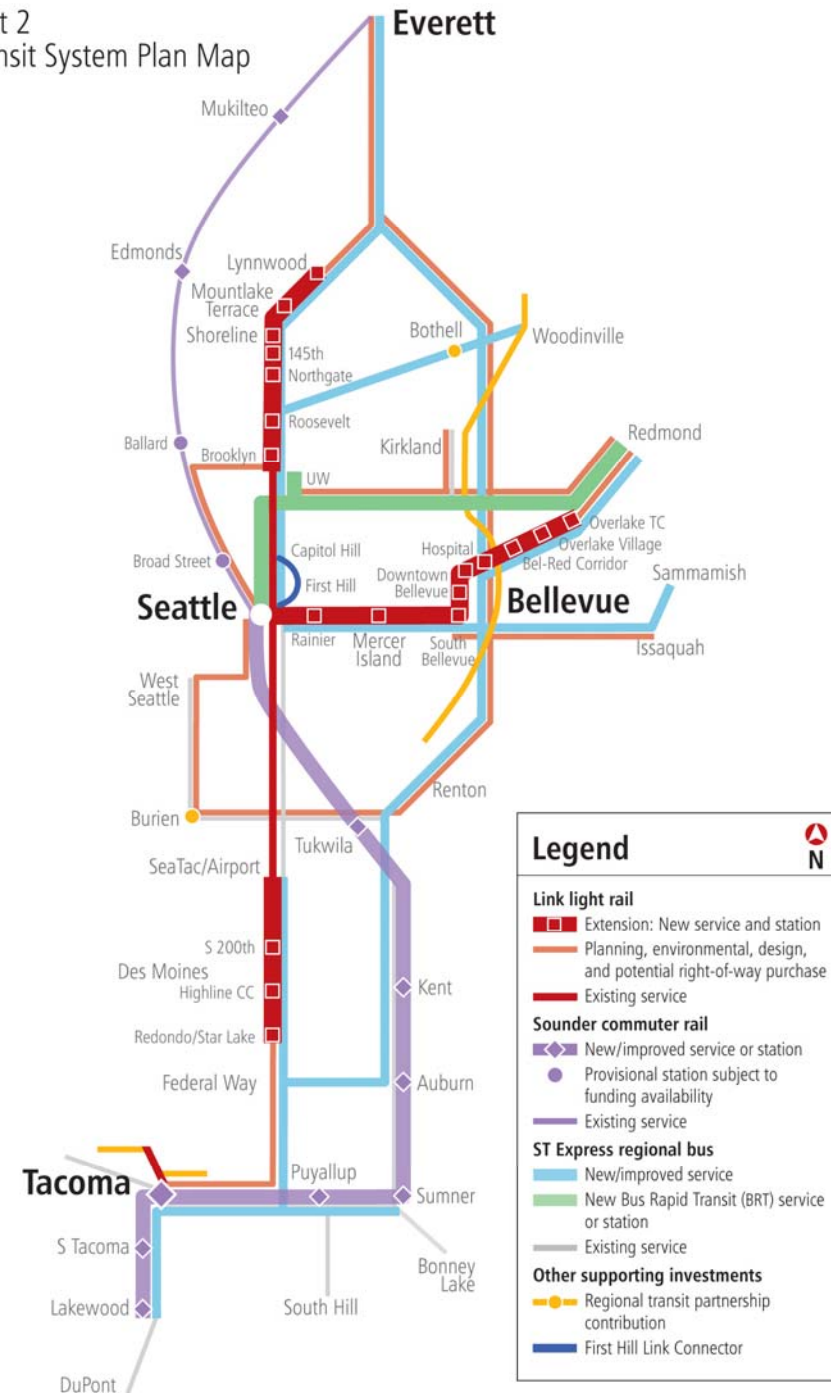 t 2
nsit System Plan Map
Everett
Mukilteo
Edmonds
Lynnwood
Mountlake
Terrace
Shoreline
145th
Northgate
Bothell
Woodinville
Roosevelt
Ballard
Brooklyn
Kirkland
Redmond
UW
Capitol Hill
Hospital
Overlake TC
Overlake Village
Bel-Red Corridor
Broad Street
First Hill
Downtown
Bellevue
Sammamish
Seattle
Bellevue
Rainier
Mercer
Island
South
Bellevue
Issaquah
West
Seattle
Renton
Burien
Tukwila
SeaTac/Airport
S 200th
Des Moines
Highline CC
Kent
Redondo/Star Lake
Federal Way
Auburn
Tacoma
Puyallup
Sumner
S Tacoma
Bonney
Lake
Lakewood
South Hill
DuPont
Legend
N
Link light rail
Extension: New service and station
Planning, environmental, design,
and potential right-of-way purchase
Existing service
Sounder commuter rail
New/improved service or station
Provisional station subject to
funding availability
Existing service
ST Express regional bus
New/improved service
New Bus Rapid Transit (BRT) service
or station
Existing service
Other supporting investments
Regional transit partnership
contribution
First Hill Link Connector